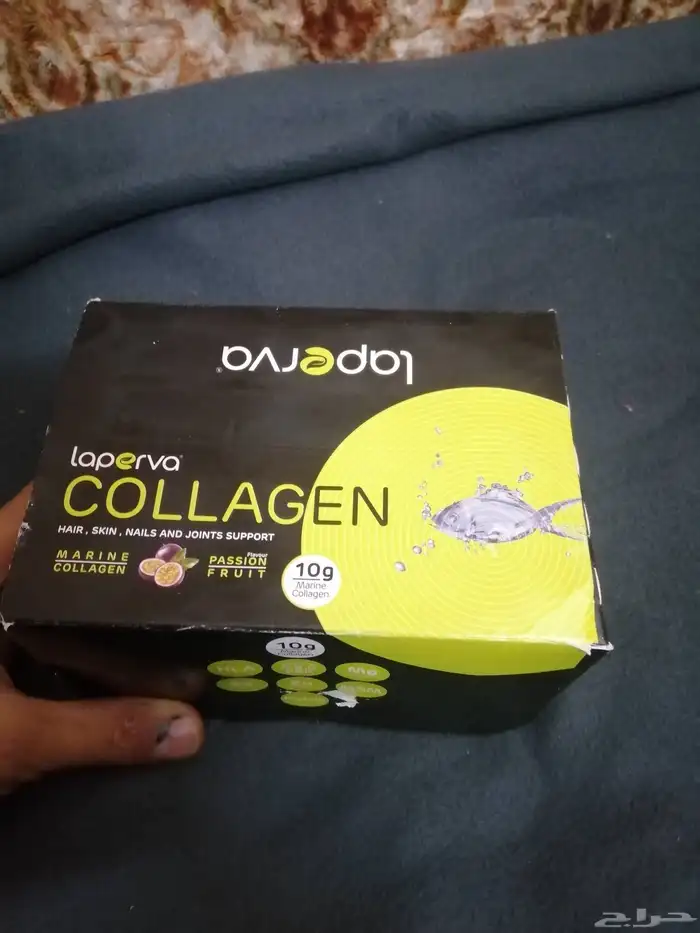 laperva®
laperva®
COLLAGEN
HAIR , SKIN , NAILS AND JOINTS SUPPORT
MARINE
COLLAGEN
Flavour
PASSION
FRUIT
10g
Marine
Collagen
10g
حراج